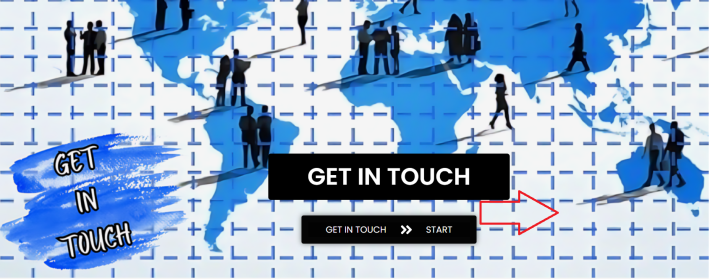 GET
IN
TOUCH
GET IN TOUCH
GET IN TOUCH » START